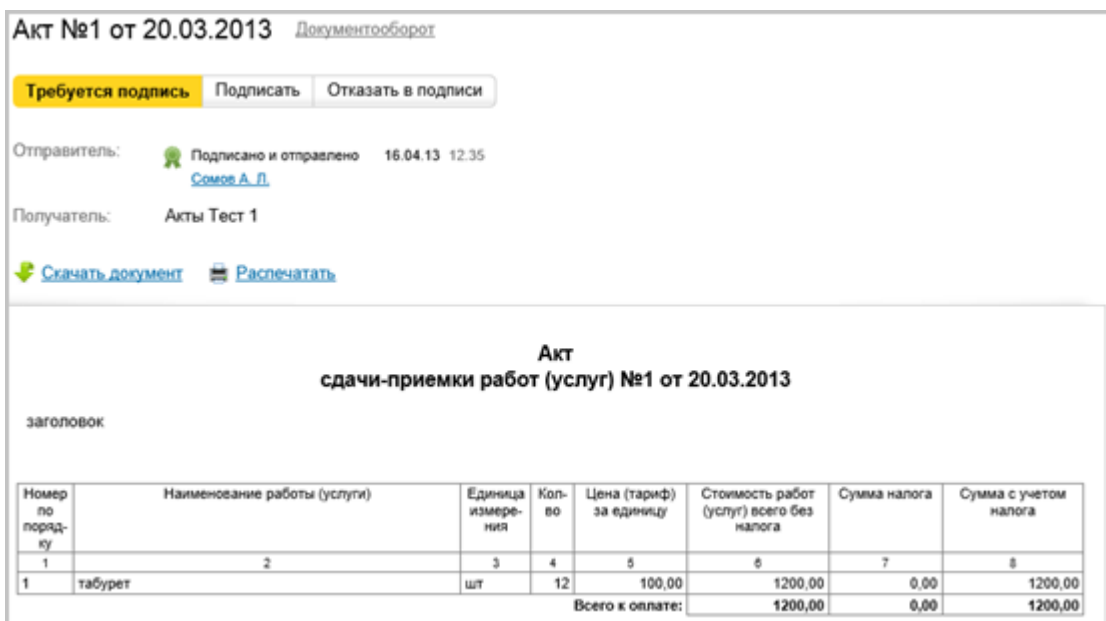 Акт №1 от 20.03.2013 Документооборот
Требуется подпись Подписать Отказать в подписи
Отправитель: Подписано и отправлено 16.04.13 12.35
Сомов А. Л.
Получатель: Акты Тест 1
Скачать документ Распечатать
Акт
сдачи-приемки работ (услуг) №1 от 20.03.2013
заголовок
Номер по поряд-ку Наименование работы (услуги) Единица измере-ния Кол-во Цена (тариф) за единицу Стоимость работ (услуг) всего без налога Сумма налога Сумма с учетом налога
1 2 3 4 5 6 7 8
1 табурет шт 12 100,00 1200,00 0,00 1200,00
Всего к оплате: 1200,00 0,00 1200,00